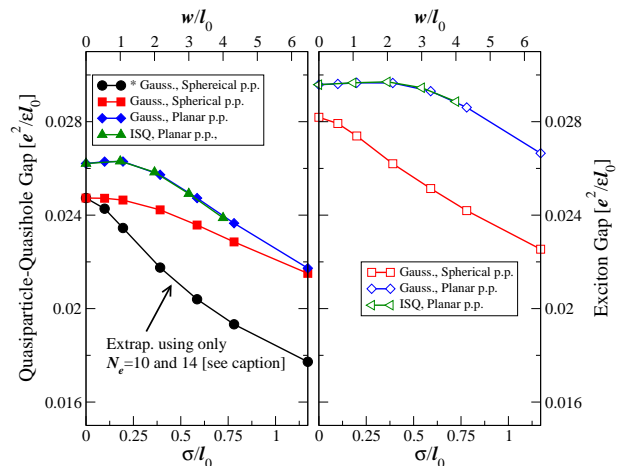 w/l0
w/l0
0 1 2 3 4 5 6
0 1 2 3 4 5 6
* Gauss., Sphereical p.p.
Gauss., Spherical p.p.
Gauss., Planar p.p.
ISQ, Planar p.p.,
0.028
0.024
0.02
0.016
Quasiparticle-Quasihole Gap [e²/εl0]
Extrap. using only
Ne=10 and 14 [see caption]
0 0.25 0.5 0.75 1
σ/l0
Gauss., Spherical p.p.
Gauss., Planar p.p.
ISQ, Planar p.p.
0.028
0.024
0.02
0.016
Exciton Gap [e²/εl0]
0 0.25 0.5 0.75 1
σ/l0